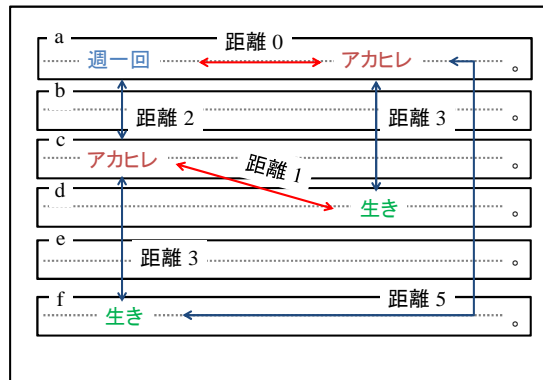 a 距離 0
週一回 アカヒレ 。
b
距離 2 距離 3 。
c
アカヒレ 距離 1 。
d
生き 。
e
距離 3 。
f 距離 5
生き 。